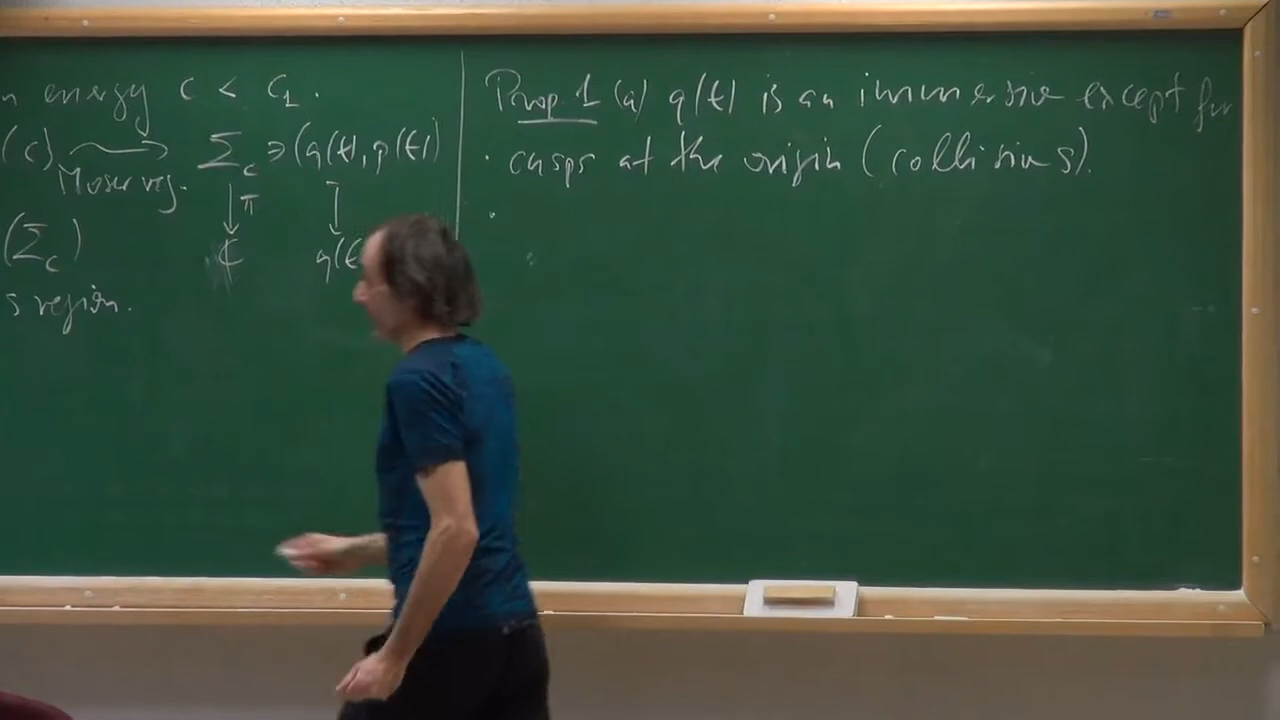 n energy c < c₁.
(c) ⟶ Σ_c ∋ (q(t), p(t))
Moser reg.
↓ π ↦
(Σ_c) ₵ q(t
s region.
Prop. 1 (a) q(t) is an immersion except for
· cusps at the origin (collisions).